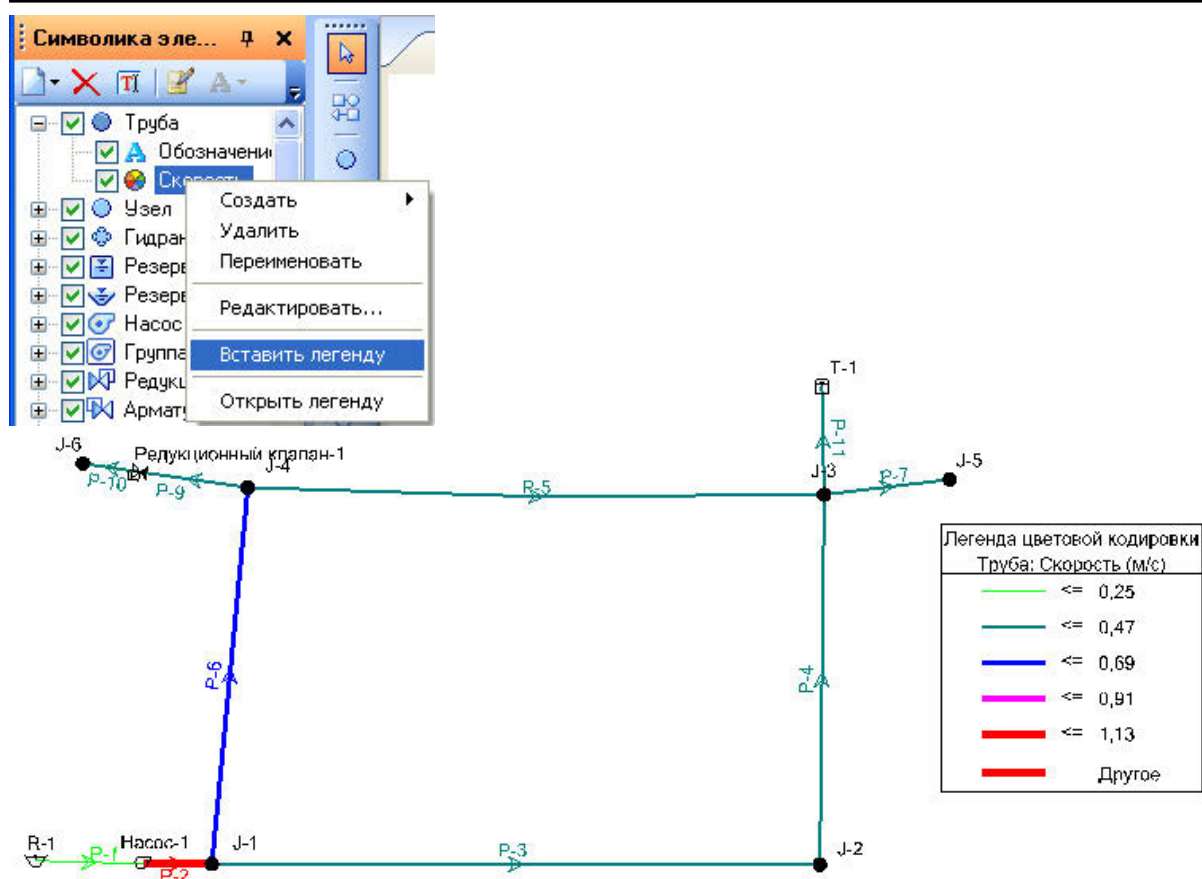 Символика эле...
Труба
Обозначени
Скорость
Узел
Гидран
Резерв
Резерв
Насос
Группа
Редукц
Армату
Создать
Удалить
Переименовать
Редактировать...
Вставить легенду
Открыть легенду
T-1
P-11
J-6
Редукционный клапан-1
J-4
J-3
J-5
P-10
P-9
P-5
P-7
Легенда цветовой кодировки
Труба: Скорость (м/с)
<= 0,25
<= 0,47
<= 0,69
<= 0,91
<= 1,13
Другое
P-6
P-4
R-1
P-1
Насос-1
P-2
J-1
P-3
J-2